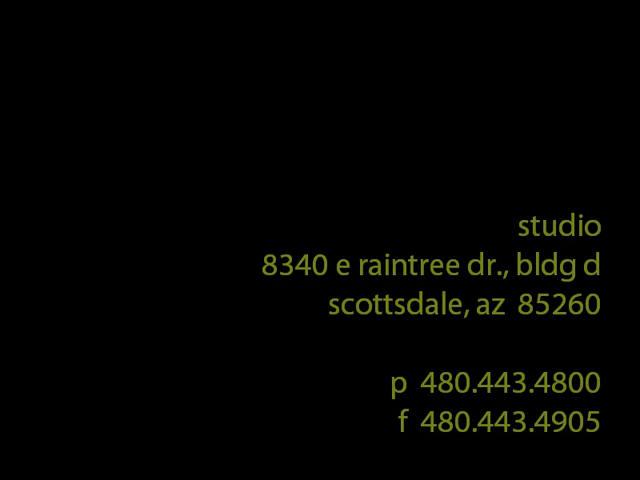 studio
8340 e raintree dr., bldg d
scottsdale, az 85260
p 480.443.4800
f 480.443.4905